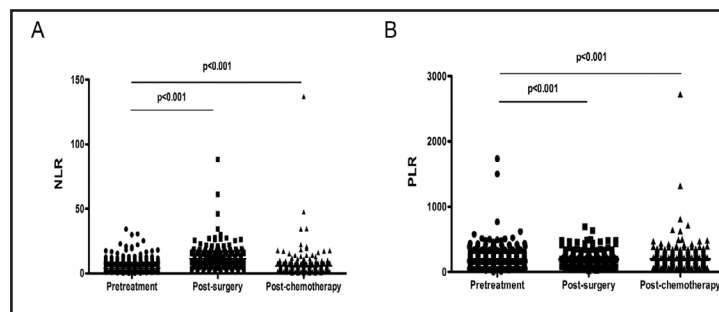 A
p<0.001
p<0.001
150
100
50
0
NLR
Pretreatment Post-surgery Post-chemotherapy
B
p<0.001
p<0.001
3000
2000
1000
0
PLR
Pretreatment Post-surgery Post-chemotherapy